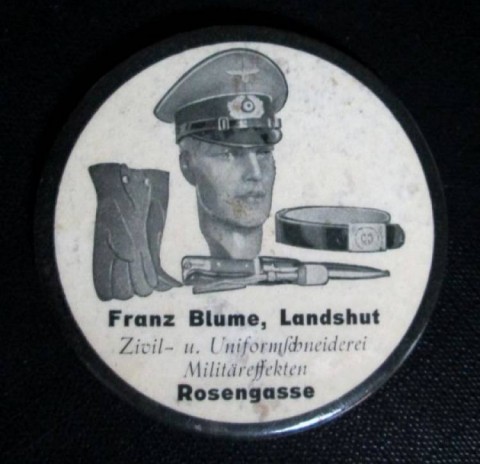 Franz Blume, Landshut
Zivil- u. Uniformschneiderei
Militäreffekten
Rosengasse